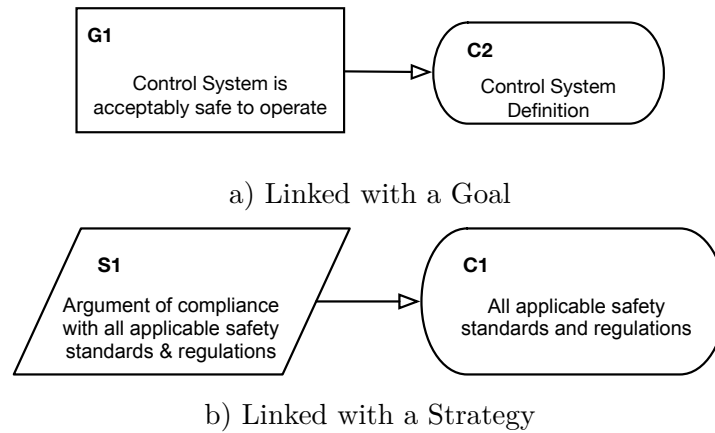 G1
Control System is
acceptably safe to operate
C2
Control System
Definition
a) Linked with a Goal
S1
Argument of compliance
with all applicable safety
standards & regulations
C1
All applicable safety
standards and regulations
b) Linked with a Strategy